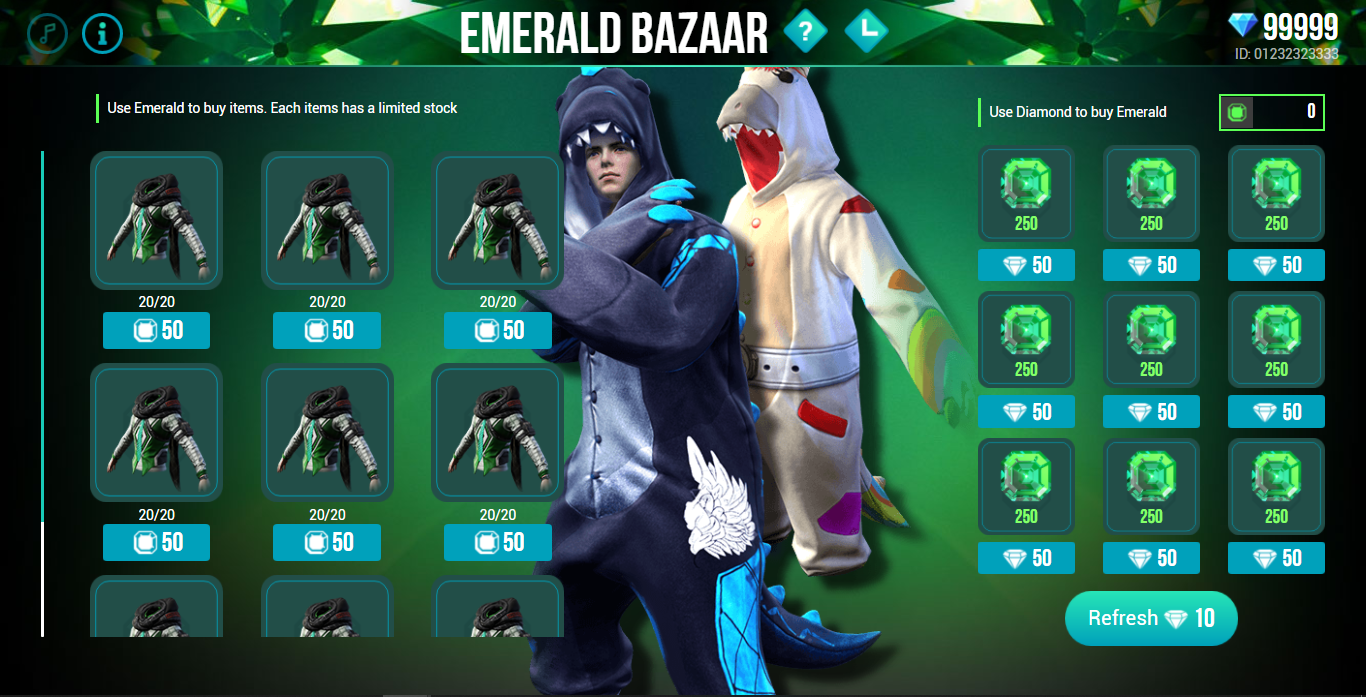 EMERALD BAZAAR
?
99999
ID: 01232323333
Use Emerald to buy items. Each items has a limited stock
20/20 20/20 20/20
50 50 50
20/20 20/20 20/20
50 50 50
Use Diamond to buy Emerald
0
250 250 250
50 50 50
250 250 250
50 50 50
250 250 250
50 50 50
Refresh 10